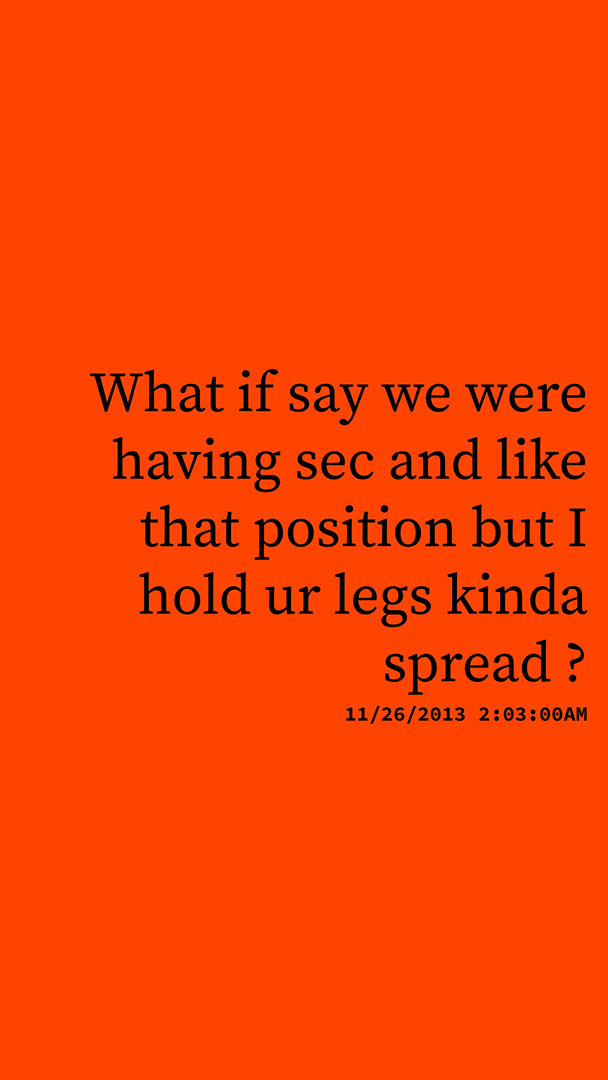 What if say we were
having sec and like
that position but I
hold ur legs kinda
spread ?
11/26/2013 2:03:00AM